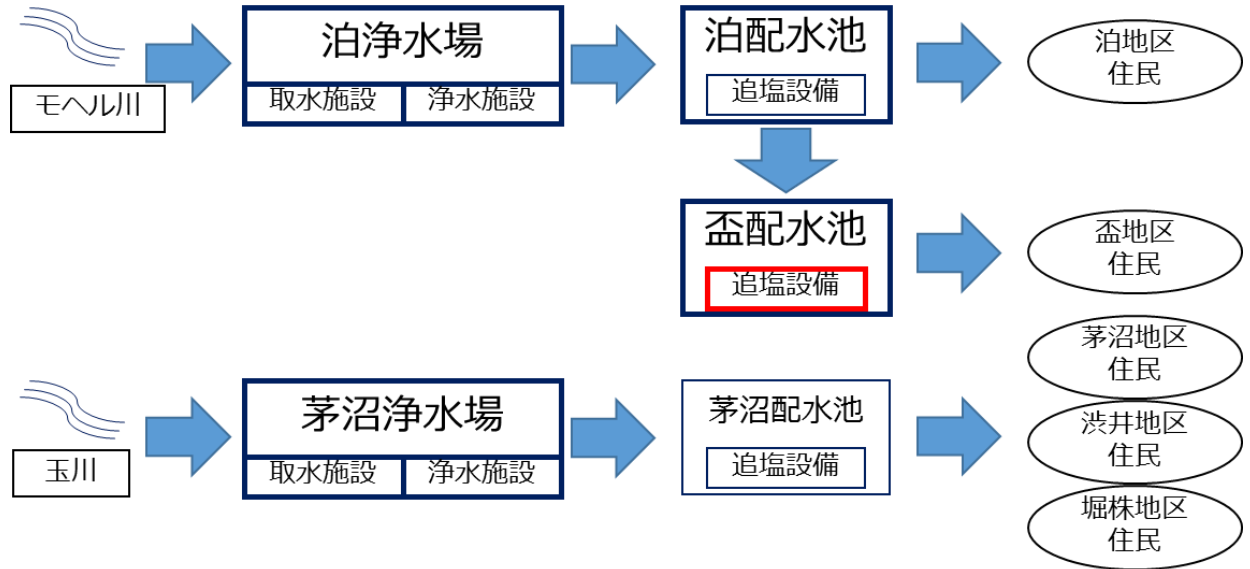 モヘル川
泊浄水場
取水施設
浄水施設
泊配水池
追塩設備
泊地区
住民
盃配水池
追塩設備
盃地区
住民
玉川
茅沼浄水場
取水施設
浄水施設
茅沼配水池
追塩設備
茅沼地区
住民
渋井地区
住民
堀株地区
住民